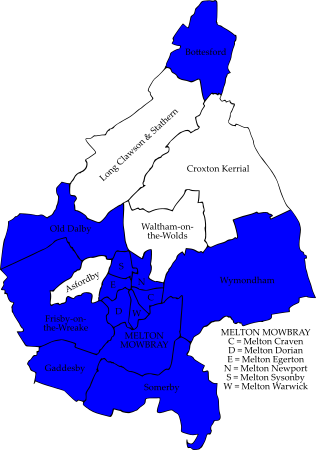 Bottesford
Long Clawson & Stathern
Croxton Kerrial
Waltham-on-
the-Wolds
Old Dalby
S
Asfordby
E
N
Wymondham
C
D
W
Frisby-on-
the-Wreake
MELTON
MOWBRAY
Gaddesby
Somerby
MELTON MOWBRAY
C = Melton Craven
D = Melton Dorian
E = Melton Egerton
N = Melton Newport
S = Melton Sysonby
W = Melton Warwick